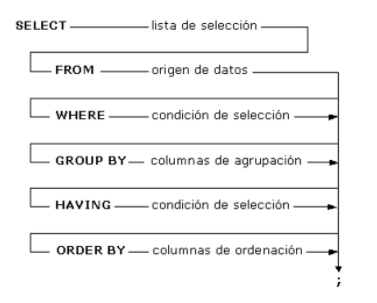 SELECT lista de selección
FROM origen de datos
WHERE condición de selección
GROUP BY columnas de agrupación
HAVING condición de selección
ORDER BY columnas de ordenación
;